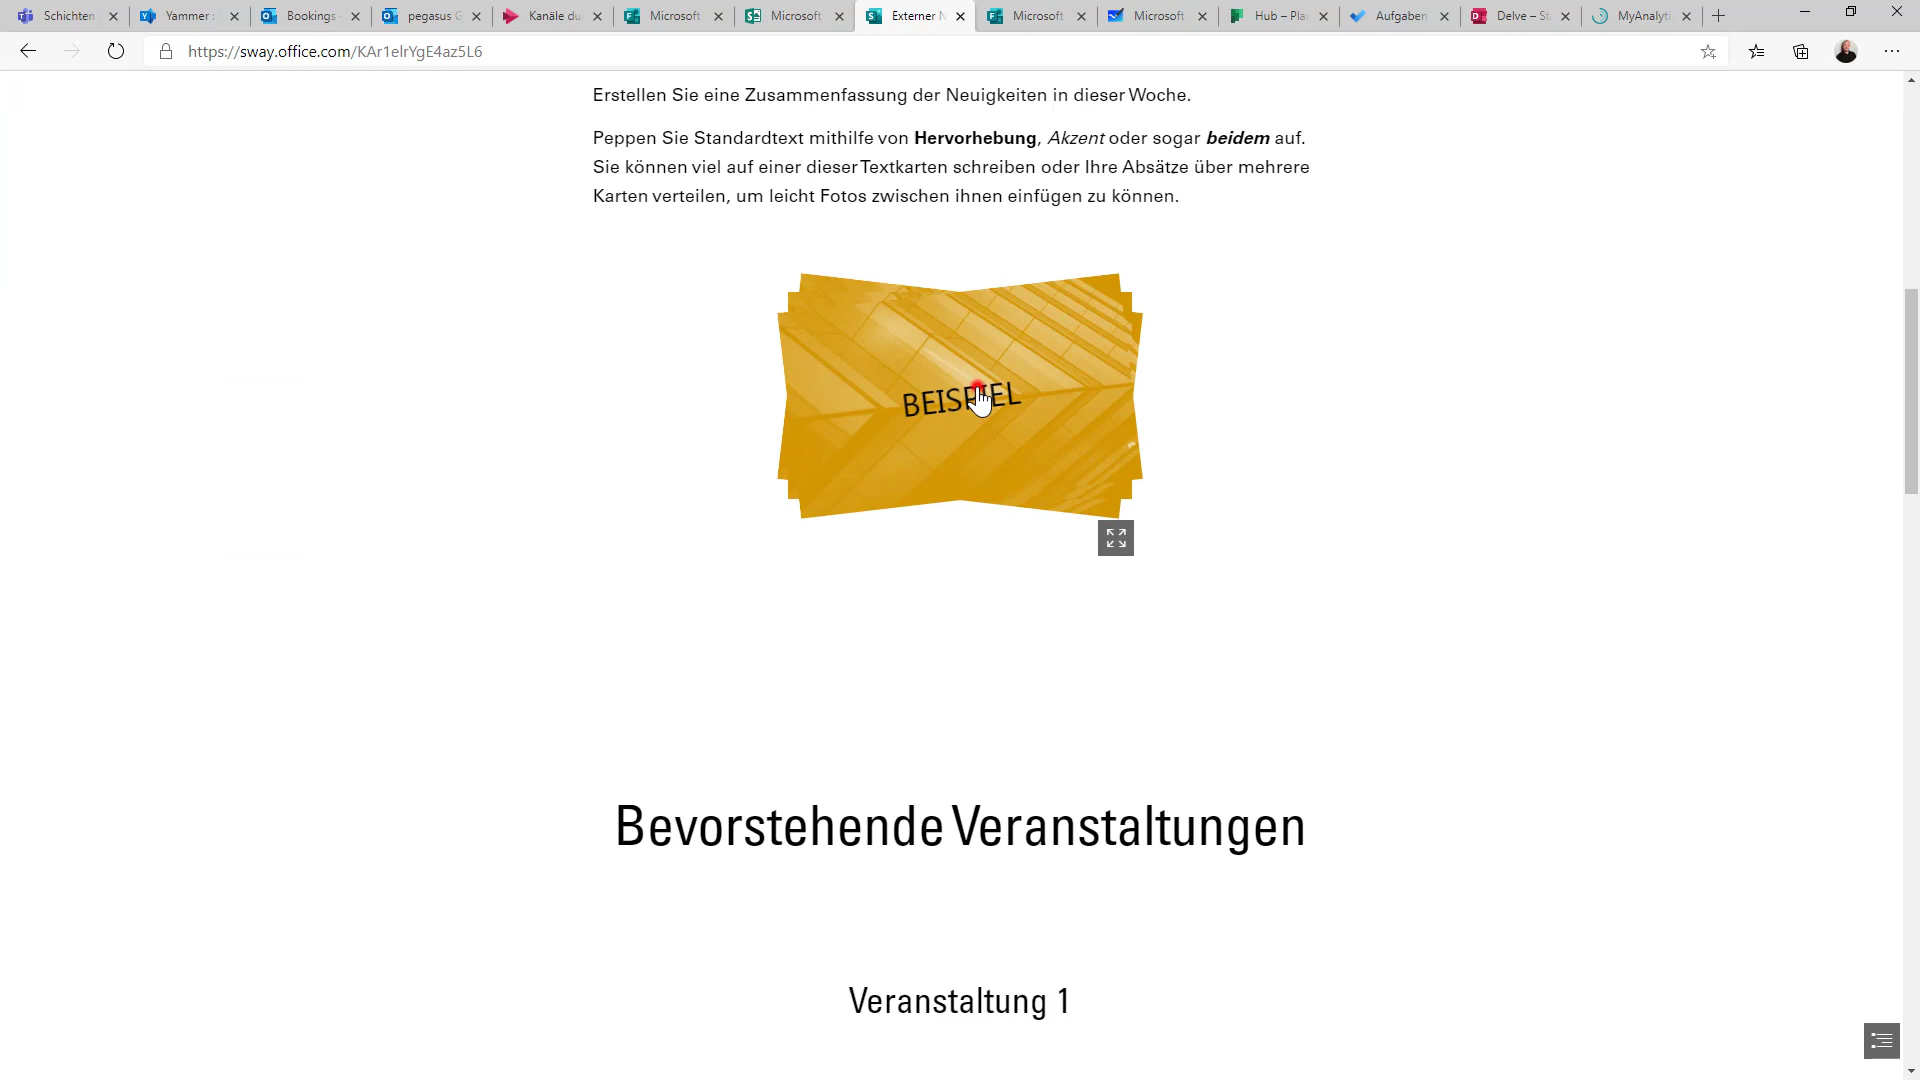 Schichten
Yammer :
Bookings -
pegasus G
Kanäle du
Microsoft
Microsoft
Externer N
Microsoft
Microsoft
Hub – Pla
Aufgaben
Delve – St
MyAnalyti
https://sway.office.com/KAr1elrYgE4az5L6
Erstellen Sie eine Zusammenfassung der Neuigkeiten in dieser Woche.
Peppen Sie Standardtext mithilfe von Hervorhebung, Akzent oder sogar beidem auf.
Sie können viel auf einer dieser Textkarten schreiben oder Ihre Absätze über mehrere
Karten verteilen, um leicht Fotos zwischen ihnen einfügen zu können.
BEISPIEL
Bevorstehende Veranstaltungen
Veranstaltung 1